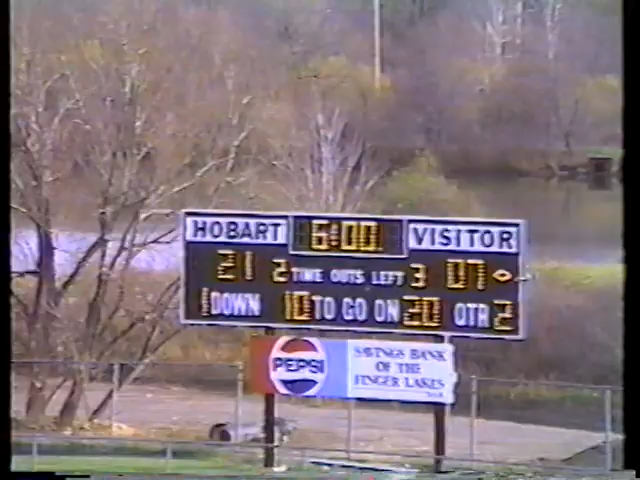 HOBART 6:00 VISITOR
21 2 TIME OUTS LEFT 3 07
1 DOWN 10 TO GO ON 20 QTR 2
PEPSI
SAVINGS BANK
OF THE
FINGER LAKES